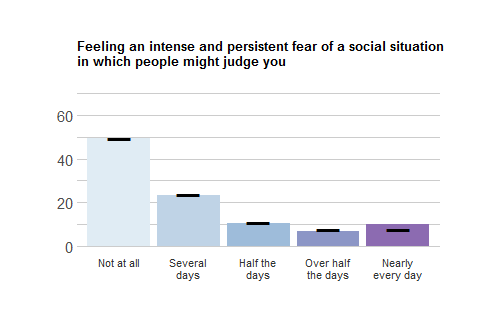 Feeling an intense and persistent fear of a social situation
in which people might judge you
60
40
20
0
Not at all
Several
days
Half the
days
Over half
the days
Nearly
every day